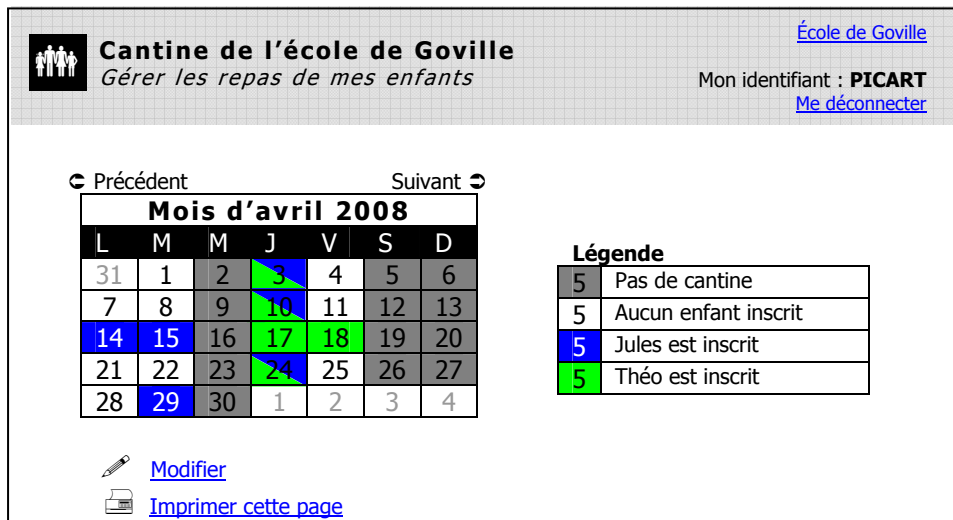 École de Goville
Cantine de l'école de Goville
Gérer les repas de mes enfants
Mon identifiant : PICART
Me déconnecter
Précédent Suivant
Mois d'avril 2008
L M M J V S D
31 1 2 3 4 5 6
7 8 9 10 11 12 13
14 15 16 17 18 19 20
21 22 23 24 25 26 27
28 29 30 1 2 3 4
Légende
5 Pas de cantine
5 Aucun enfant inscrit
5 Jules est inscrit
5 Théo est inscrit
Modifier
Imprimer cette page